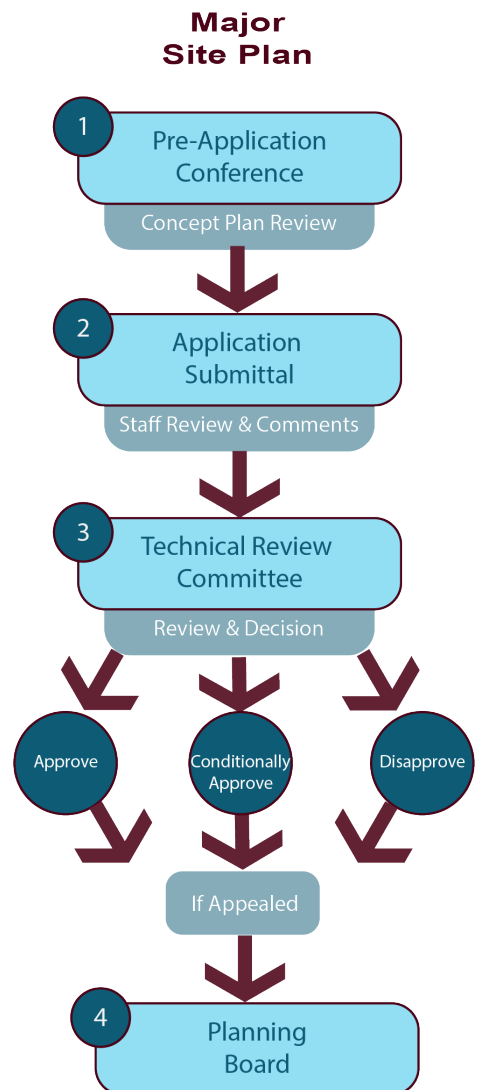 Major
Site Plan
1
Pre-Application
Conference
Concept Plan Review
2
Application
Submittal
Staff Review & Comments
3
Technical Review
Committee
Review & Decision
Approve
Conditionally
Approve
Disapprove
If Appealed
4
Planning
Board